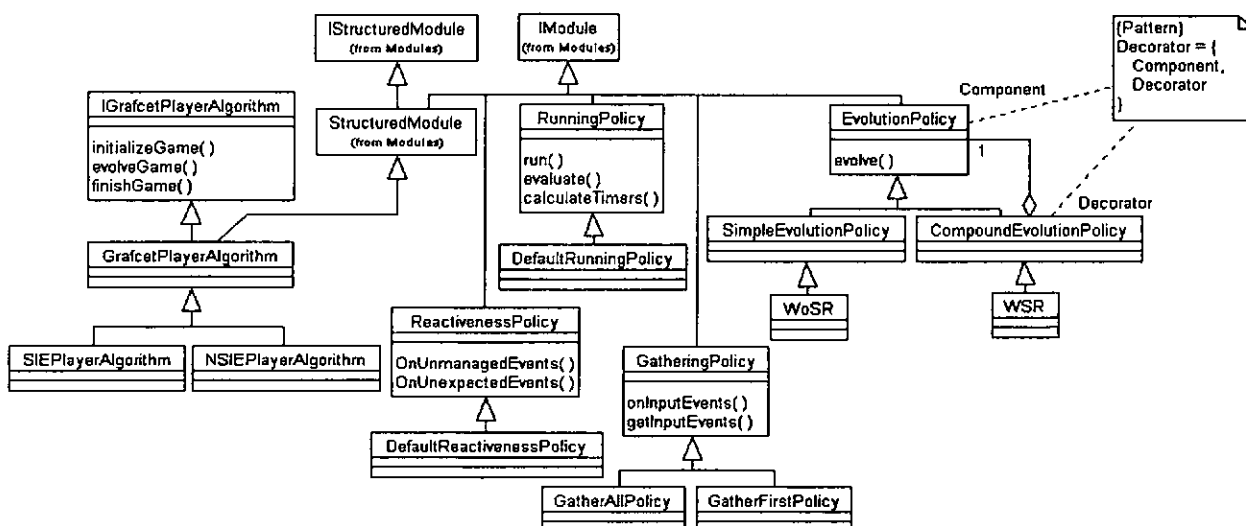 IStructuredModule
(from Modules)
IModule
(from Modules)
{Pattern}
Decorator = {
Component,
Decorator
}
Component
IGrafcetPlayerAlgorithm
initializeGame()
evolveGame()
finishGame()
StructuredModule
(from Modules)
RunningPolicy
run()
evaluate()
calculateTimers()
EvolutionPolicy
evolve()
1
Decorator
GrafcetPlayerAlgorithm
DefaultRunningPolicy
SimpleEvolutionPolicy
CompoundEvolutionPolicy
WoSR
WSR
ReactivenessPolicy
OnUnmanagedEvents()
OnUnexpectedEvents()
SIEPlayerAlgorithm
NSIEPlayerAlgorithm
GatheringPolicy
onInputEvents()
getInputEvents()
DefaultReactivenessPolicy
GatherAllPolicy
GatherFirstPolicy